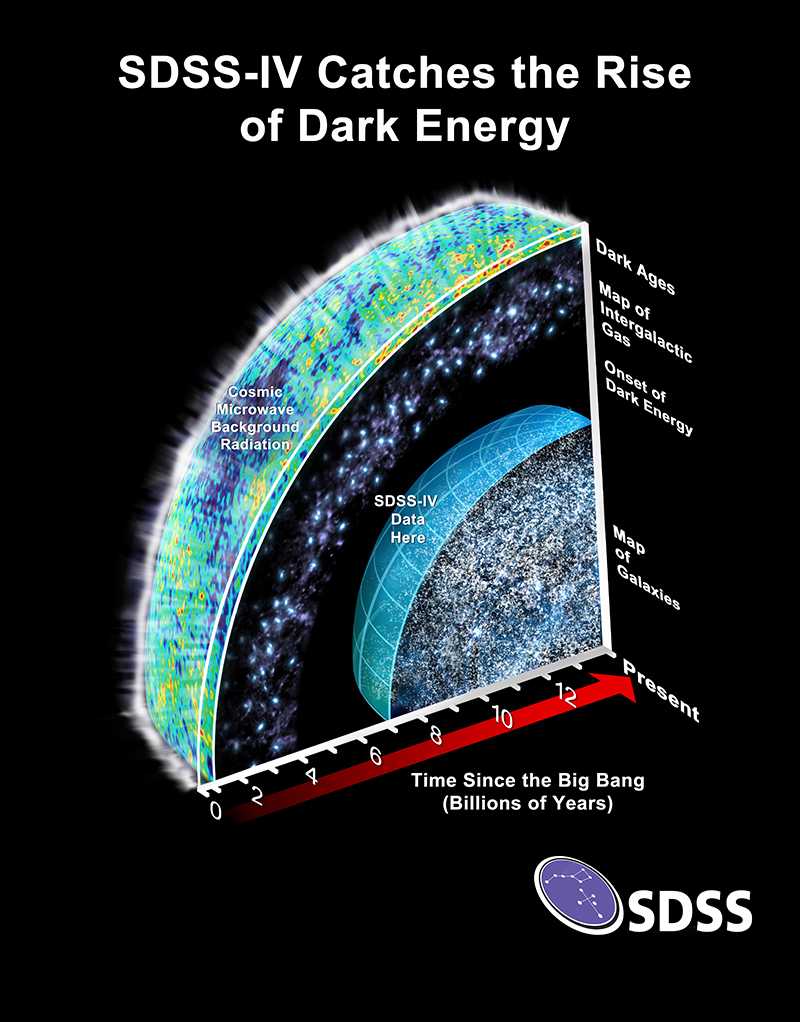 SDSS-IV Catches the Rise
of Dark Energy
Dark Ages
Map of
Intergalactic
Gas
Onset of
Dark Energy
Cosmic
Microwave
Background
Radiation
SDSS-IV
Data
Here
Map
of
Galaxies
Present
0 2 4 6 8 10 12
Time Since the Big Bang
(Billions of Years)
SDSS